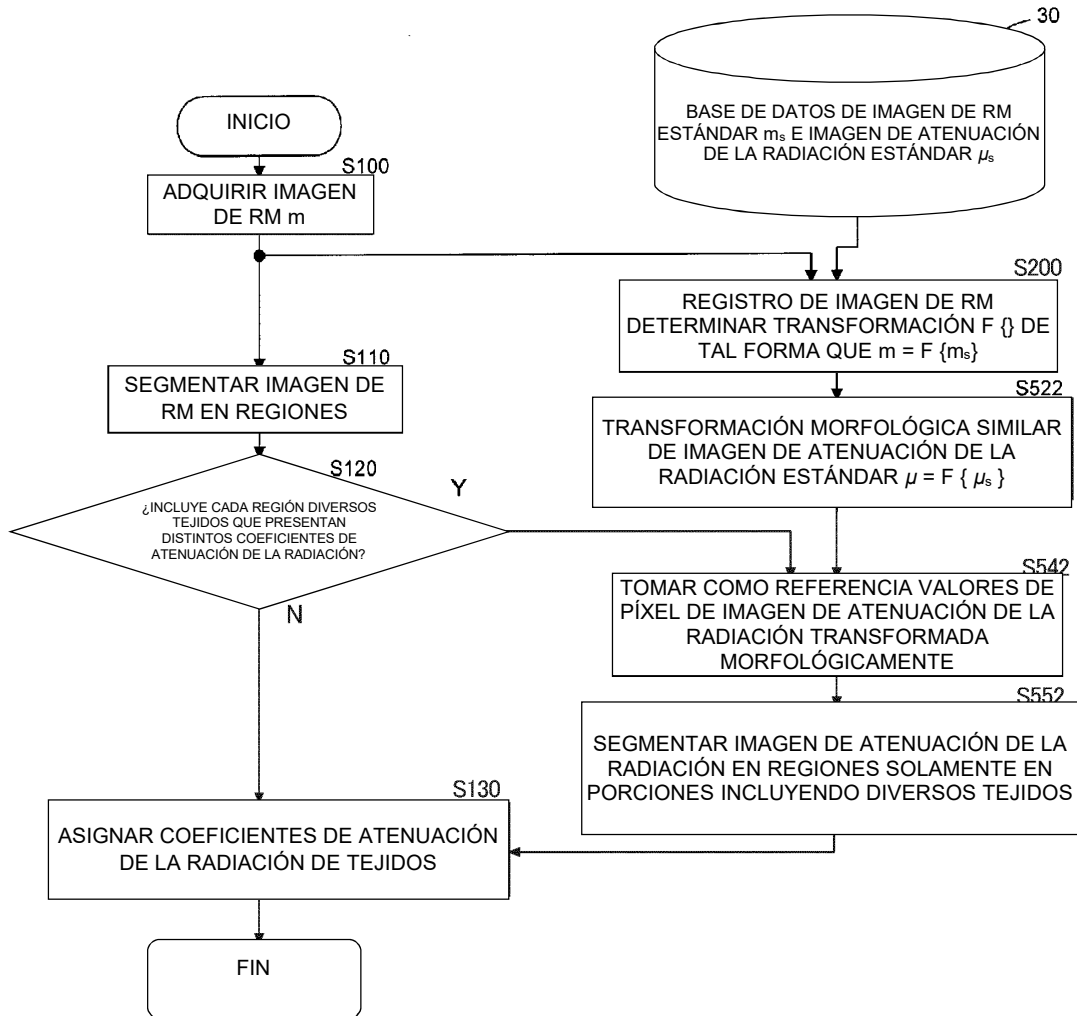 30
BASE DE DATOS DE IMAGEN DE RM
ESTÁNDAR mₛ E IMAGEN DE ATENUACIÓN
DE LA RADIACIÓN ESTÁNDAR μₛ
INICIO
S100
ADQUIRIR IMAGEN
DE RM m
S200
REGISTRO DE IMAGEN DE RM
DETERMINAR TRANSFORMACIÓN F {} DE
TAL FORMA QUE m = F {mₛ}
S110
SEGMENTAR IMAGEN DE
RM EN REGIONES
S522
TRANSFORMACIÓN MORFOLÓGICA SIMILAR
DE IMAGEN DE ATENUACIÓN DE LA
RADIACIÓN ESTÁNDAR μ = F { μₛ }
S120
Y
¿INCLUYE CADA REGIÓN DIVERSOS
TEJIDOS QUE PRESENTAN
DISTINTOS COEFICIENTES DE
ATENUACIÓN DE LA RADIACIÓN?
N
S542
TOMAR COMO REFERENCIA VALORES DE
PÍXEL DE IMAGEN DE ATENUACIÓN DE LA
RADIACIÓN TRANSFORMADA
MORFOLÓGICAMENTE
S552
SEGMENTAR IMAGEN DE ATENUACIÓN DE LA
RADIACIÓN EN REGIONES SOLAMENTE EN
PORCIONES INCLUYENDO DIVERSOS TEJIDOS
S130
ASIGNAR COEFICIENTES DE ATENUACIÓN
DE LA RADIACIÓN DE TEJIDOS
FIN